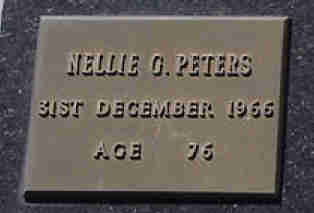 NELLIE G. PETERS
31ST DECEMBER 1966
AGE 76